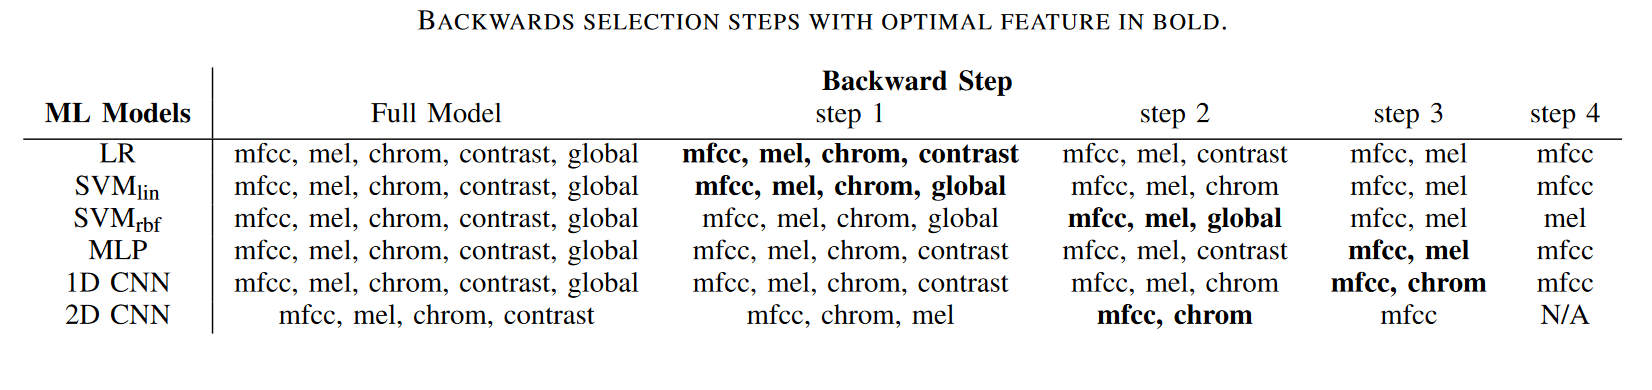 BACKWARDS SELECTION STEPS WITH OPTIMAL FEATURE IN BOLD.
Backward Step
ML Models Full Model step 1 step 2 step 3 step 4
LR mfcc, mel, chrom, contrast, global mfcc, mel, chrom, contrast mfcc, mel, contrast mfcc, mel mfcc
SVMlin mfcc, mel, chrom, contrast, global mfcc, mel, chrom, global mfcc, mel, chrom mfcc, mel mfcc
SVMrbf mfcc, mel, chrom, contrast, global mfcc, mel, chrom, global mfcc, mel, global mfcc, mel mel
MLP mfcc, mel, chrom, contrast, global mfcc, mel, chrom, contrast mfcc, mel, contrast mfcc, mel mfcc
1D CNN mfcc, mel, chrom, contrast, global mfcc, mel, chrom, contrast mfcc, mel, chrom mfcc, chrom mfcc
2D CNN mfcc, mel, chrom, contrast mfcc, chrom, mel mfcc, chrom mfcc N/A